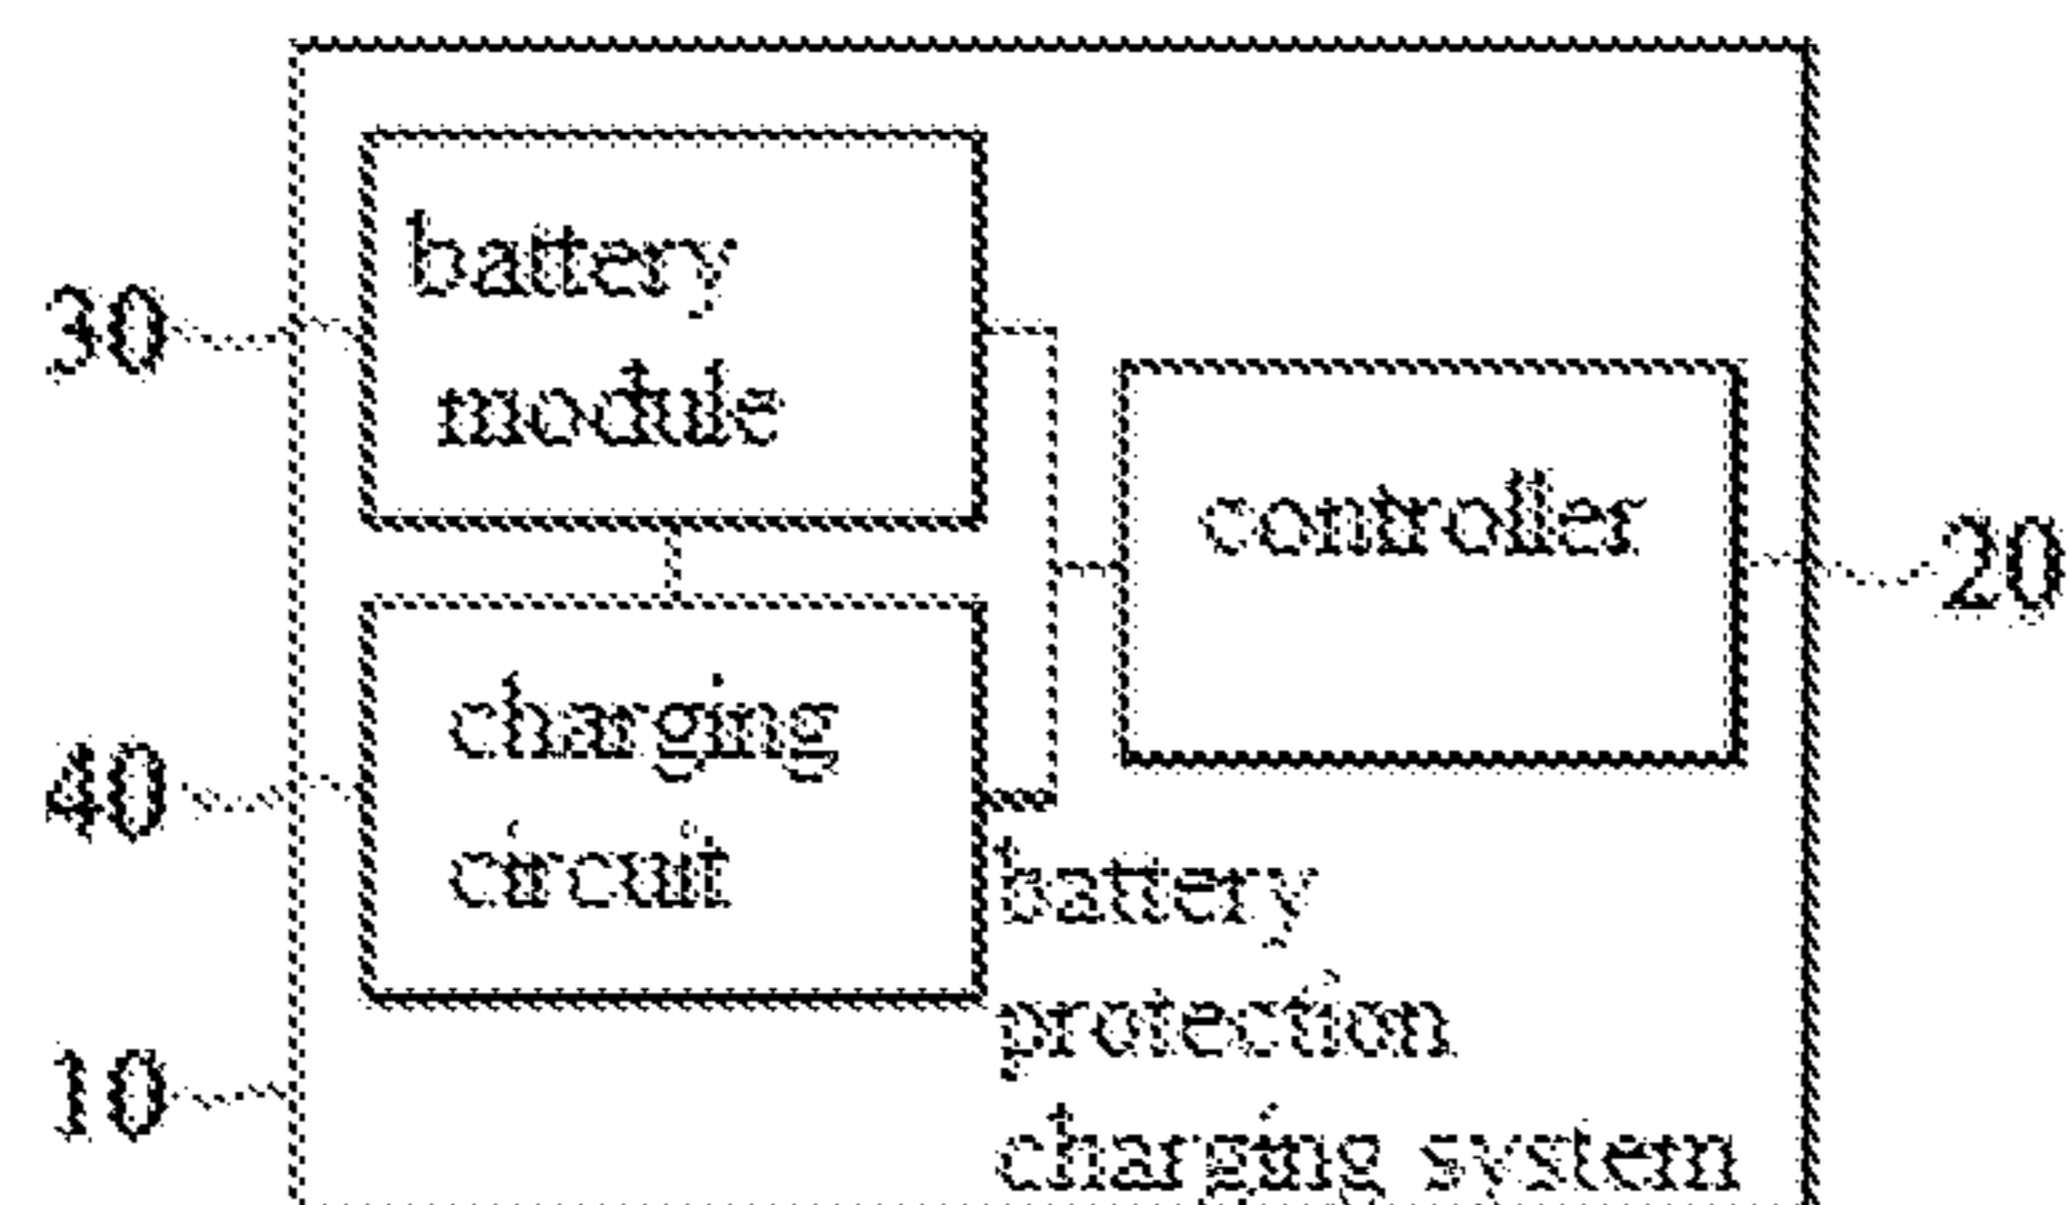 battery
module
30
controller
20
charging
circuit
40
battery
protection
charging system
10